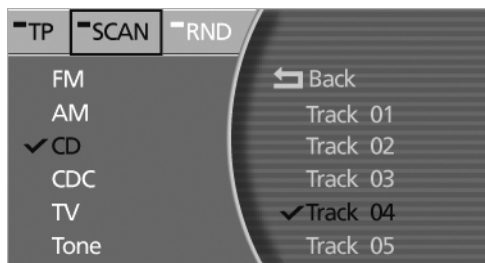 TP SCAN RND
FM
AM
CD
CDC
TV
Tone
Back
Track 01
Track 02
Track 03
Track 04
Track 05